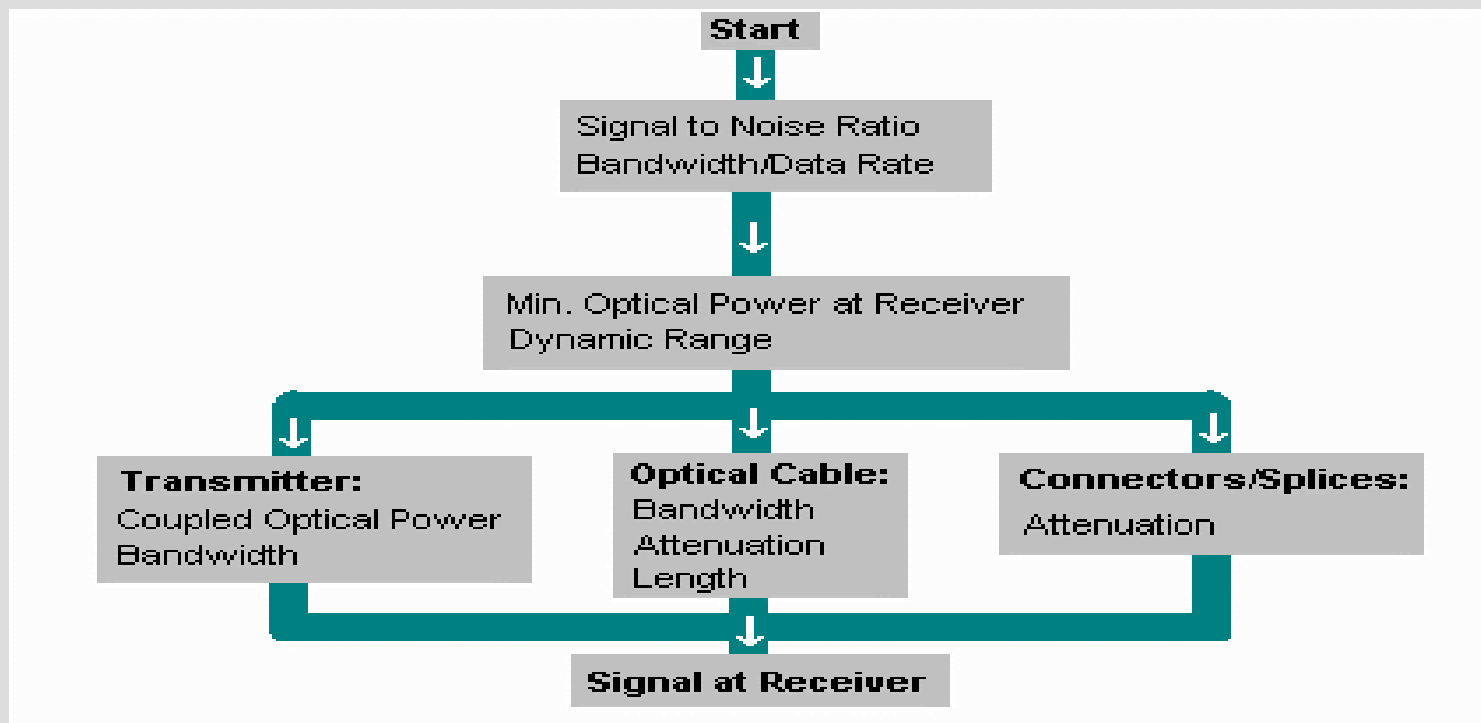 Start
Signal to Noise Ratio
Bandwidth/Data Rate
Min. Optical Power at Receiver
Dynamic Range
Transmitter:
Coupled Optical Power
Bandwidth
Optical Cable:
Bandwidth
Attenuation
Length
Connectors/Splices:
Attenuation
Signal at Receiver